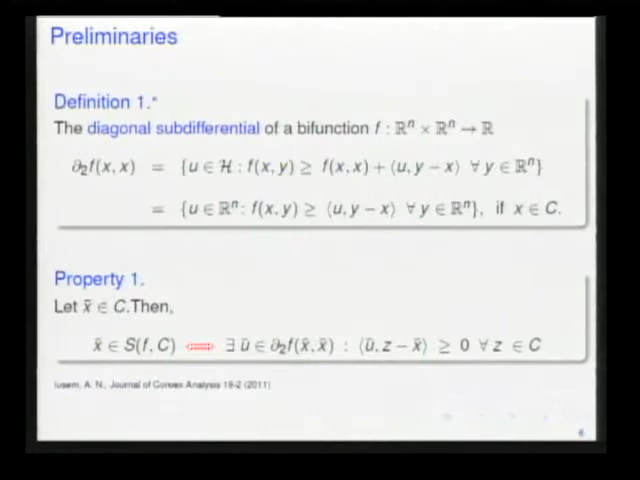 Preliminaries
Definition 1.*
The diagonal subdifferential of a bifunction f : ℝⁿ × ℝⁿ → ℝ
∂₂f(x, x) = {u ∈ H : f(x, y) ≥ f(x, x) + ⟨u, y − x⟩ ∀ y ∈ ℝⁿ}
= {u ∈ ℝⁿ : f(x, y) ≥ ⟨u, y − x⟩ ∀ y ∈ ℝⁿ}, if x ∈ C.
Property 1.
Let x̄ ∈ C.Then,
x̄ ∈ S(f, C) ⟺ ∃ ū ∈ ∂₂f(x̄, x̄) : ⟨ū, z − x̄⟩ ≥ 0 ∀ z ∈ C
Iusem, A. N., Journal of Convex Analysis 18-2 (2011)
6